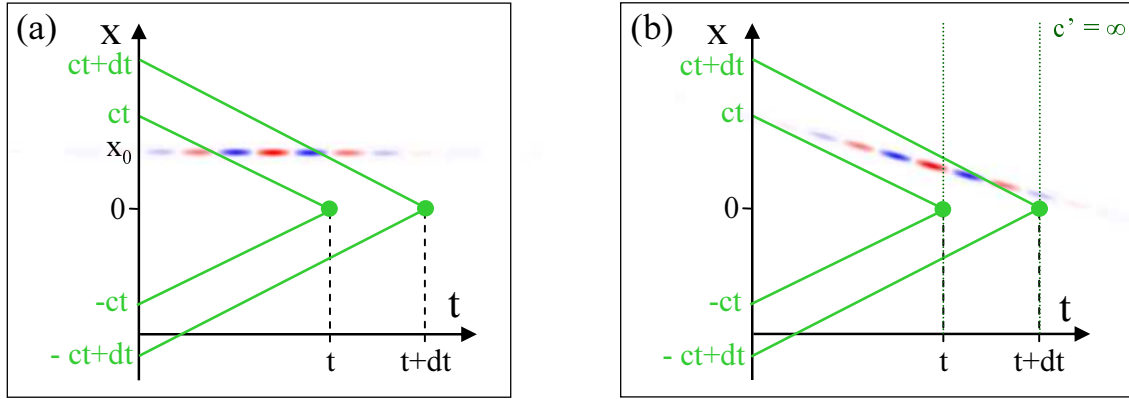 (a)
x
ct+dt
ct
x₀
0
-ct
t
- ct+dt
t
t+dt
(b)
x
c’ = ∞
ct+dt
ct
0
-ct
t
- ct+dt
t
t+dt